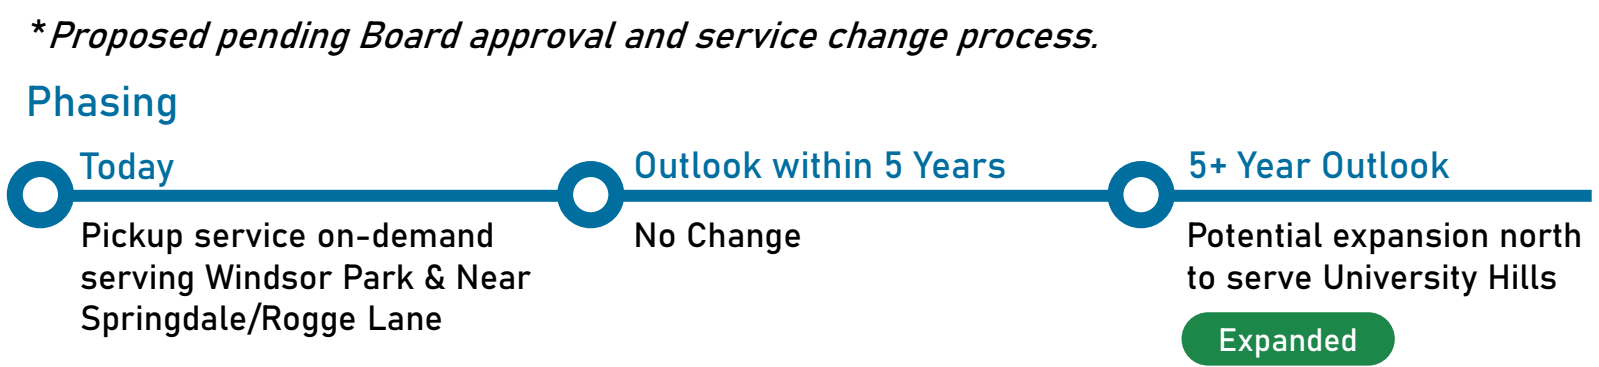 *Proposed pending Board approval and service change process.
Phasing
Today
Pickup service on-demand
serving Windsor Park & Near
Springdale/Rogge Lane
Outlook within 5 Years
No Change
5+ Year Outlook
Potential expansion north
to serve University Hills
Expanded